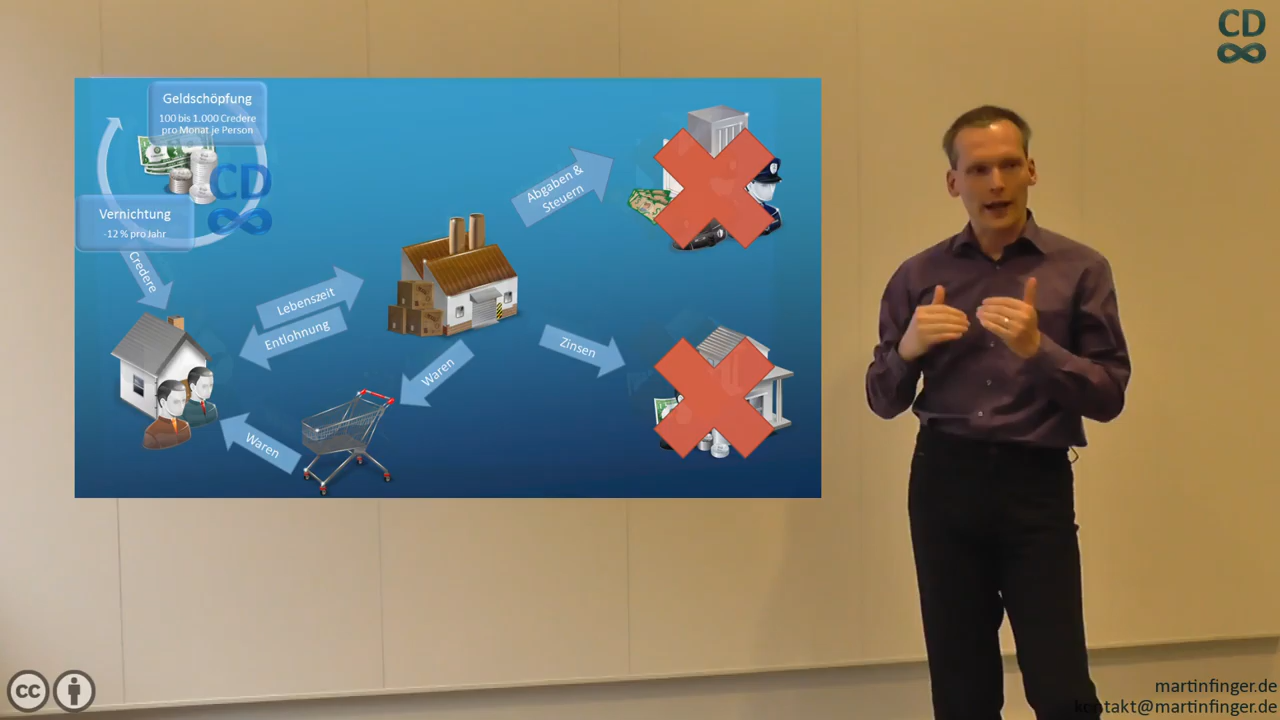 CD
Geldschöpfung
100 bis 1.000 Credere
pro Monat je Person
CD
Vernichtung
-12 % pro Jahr
Credere
Abgaben &
Steuern
Lebenszeit
Entlohnung
Zinsen
Waren
Waren
cc
martinfinger.de
kontakt@martinfinger.de